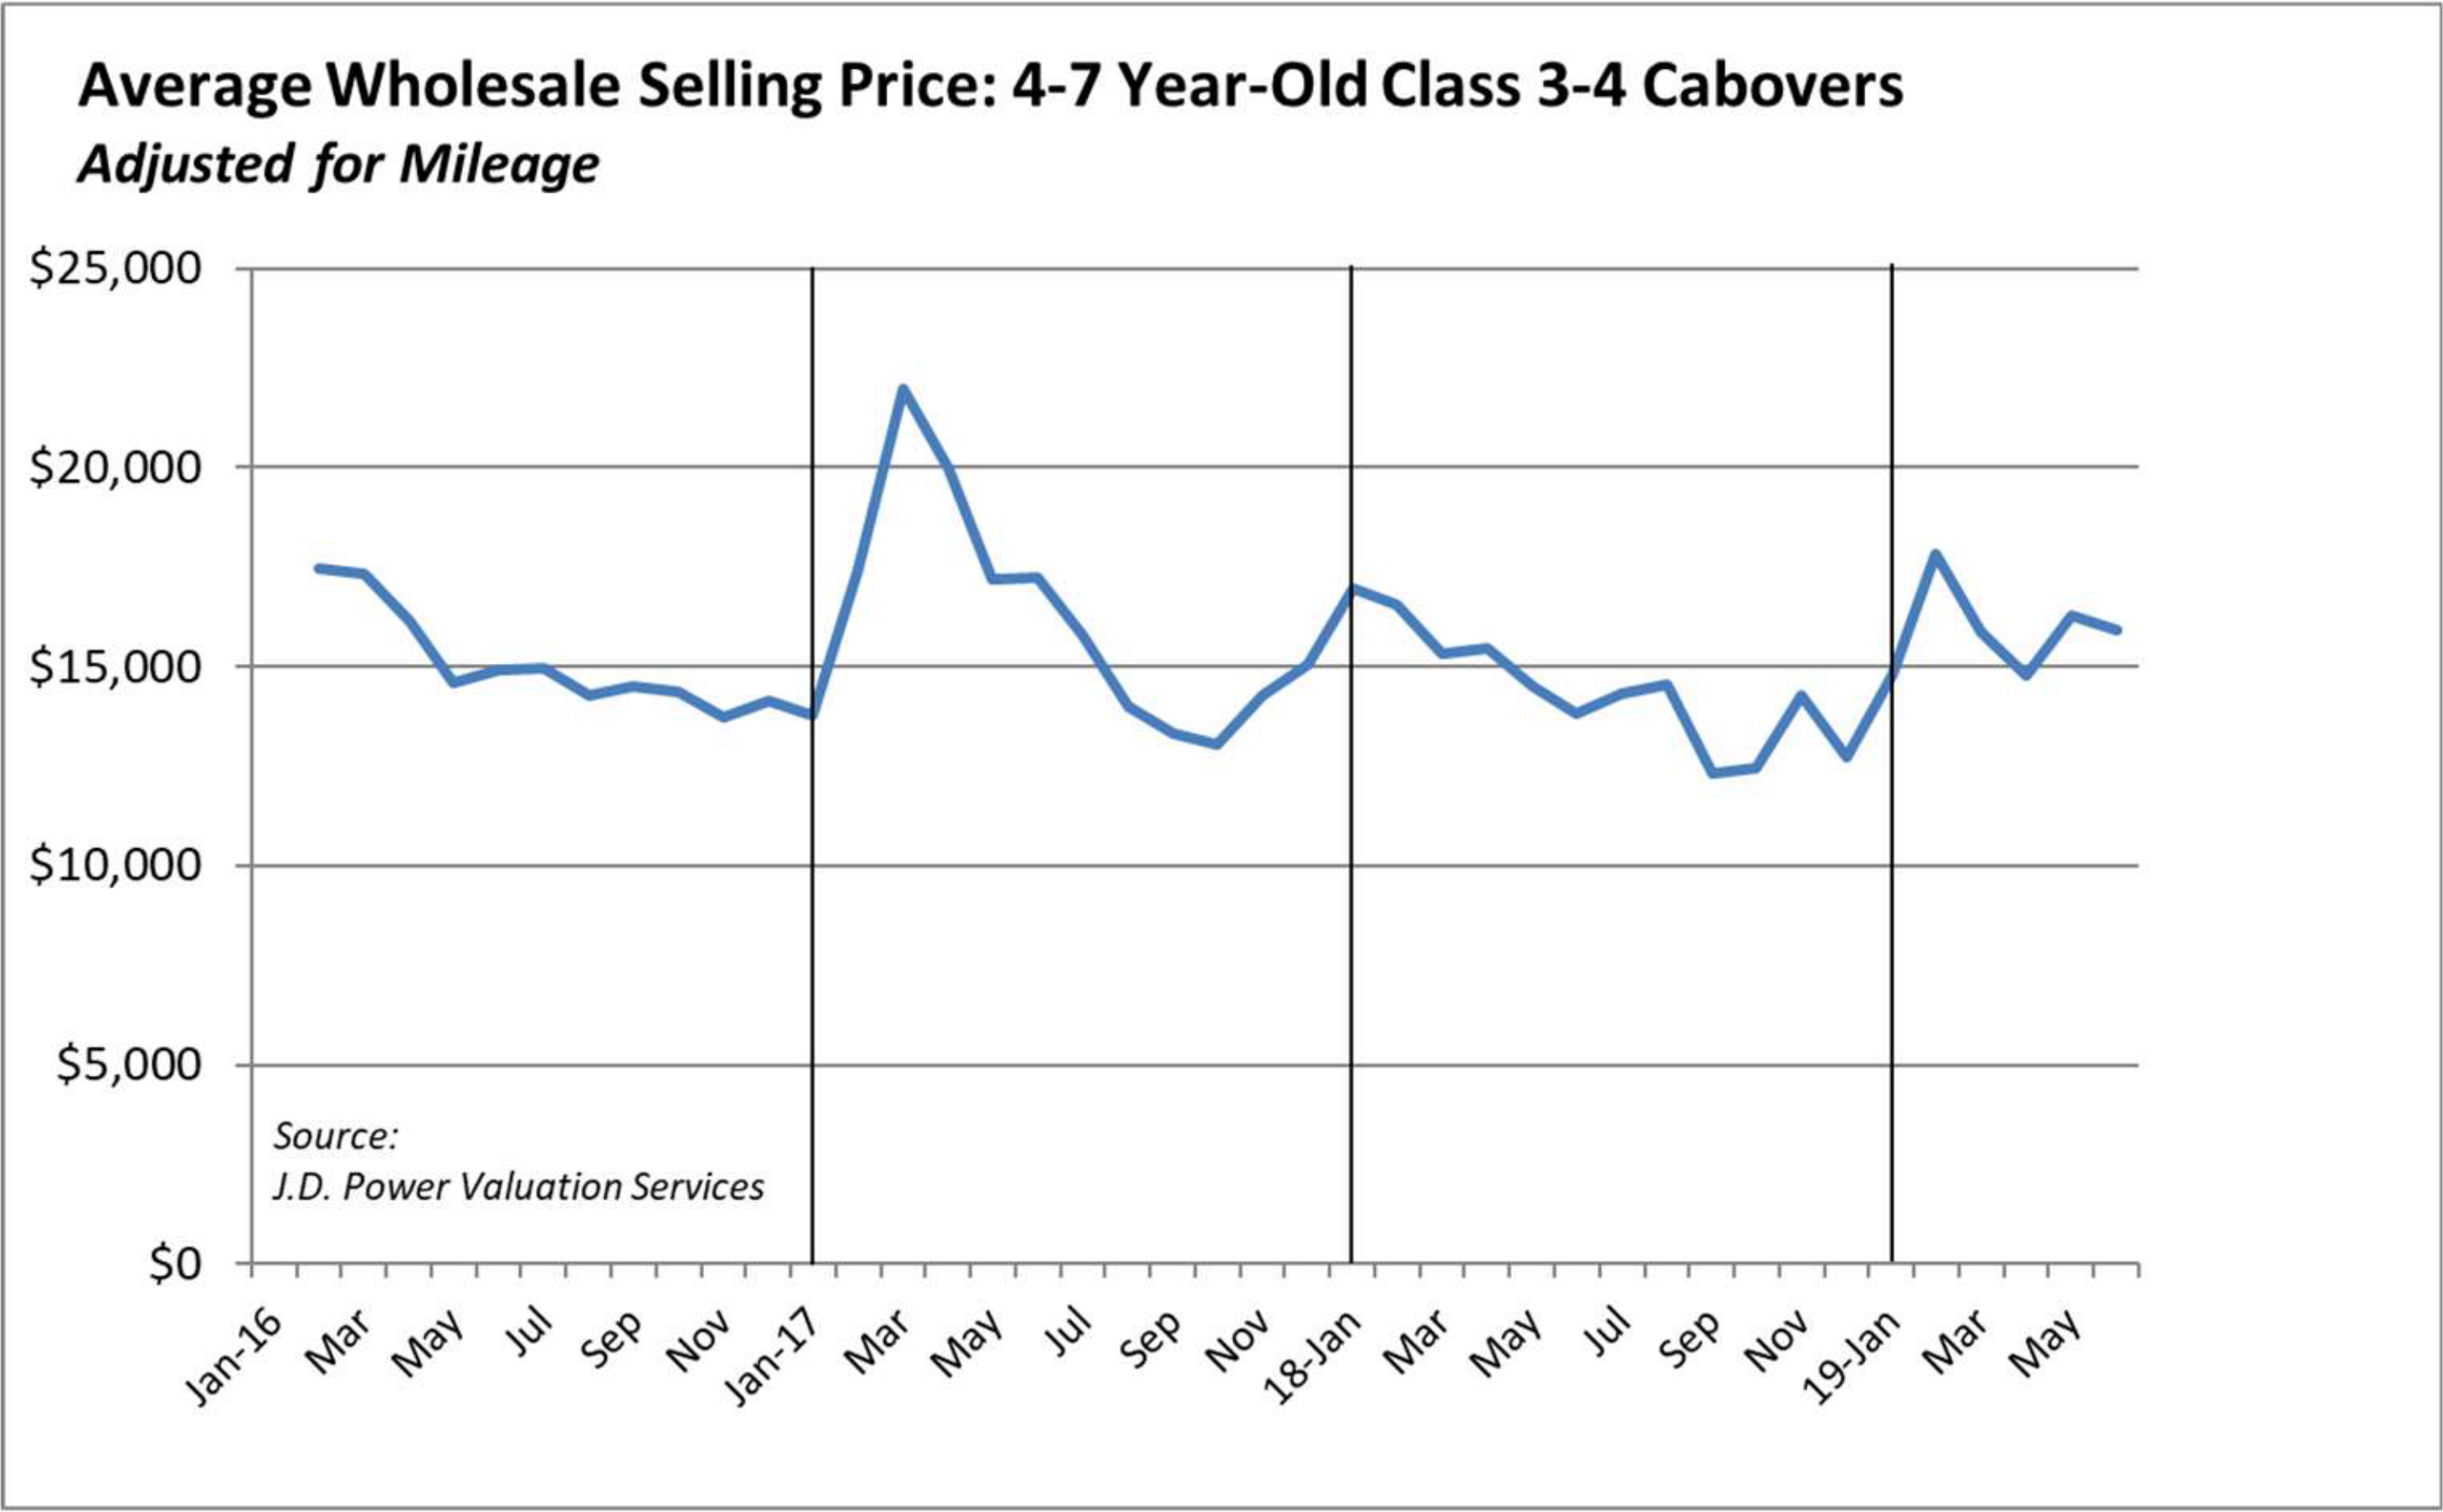 Average Wholesale Selling Price: 4-7 Year-Old Class 3-4 Cabovers
Adjusted for Mileage
$25,000
$20,000
$15,000
$10,000
$5,000
$0
Source:
J.D. Power Valuation Services
Jan-16
Mar
May
Jul
Sep
Nov
Jan-17
Mar
May
Jul
Sep
Nov
18-Jan
Mar
May
Jul
Sep
Nov
19-Jan
Mar
May